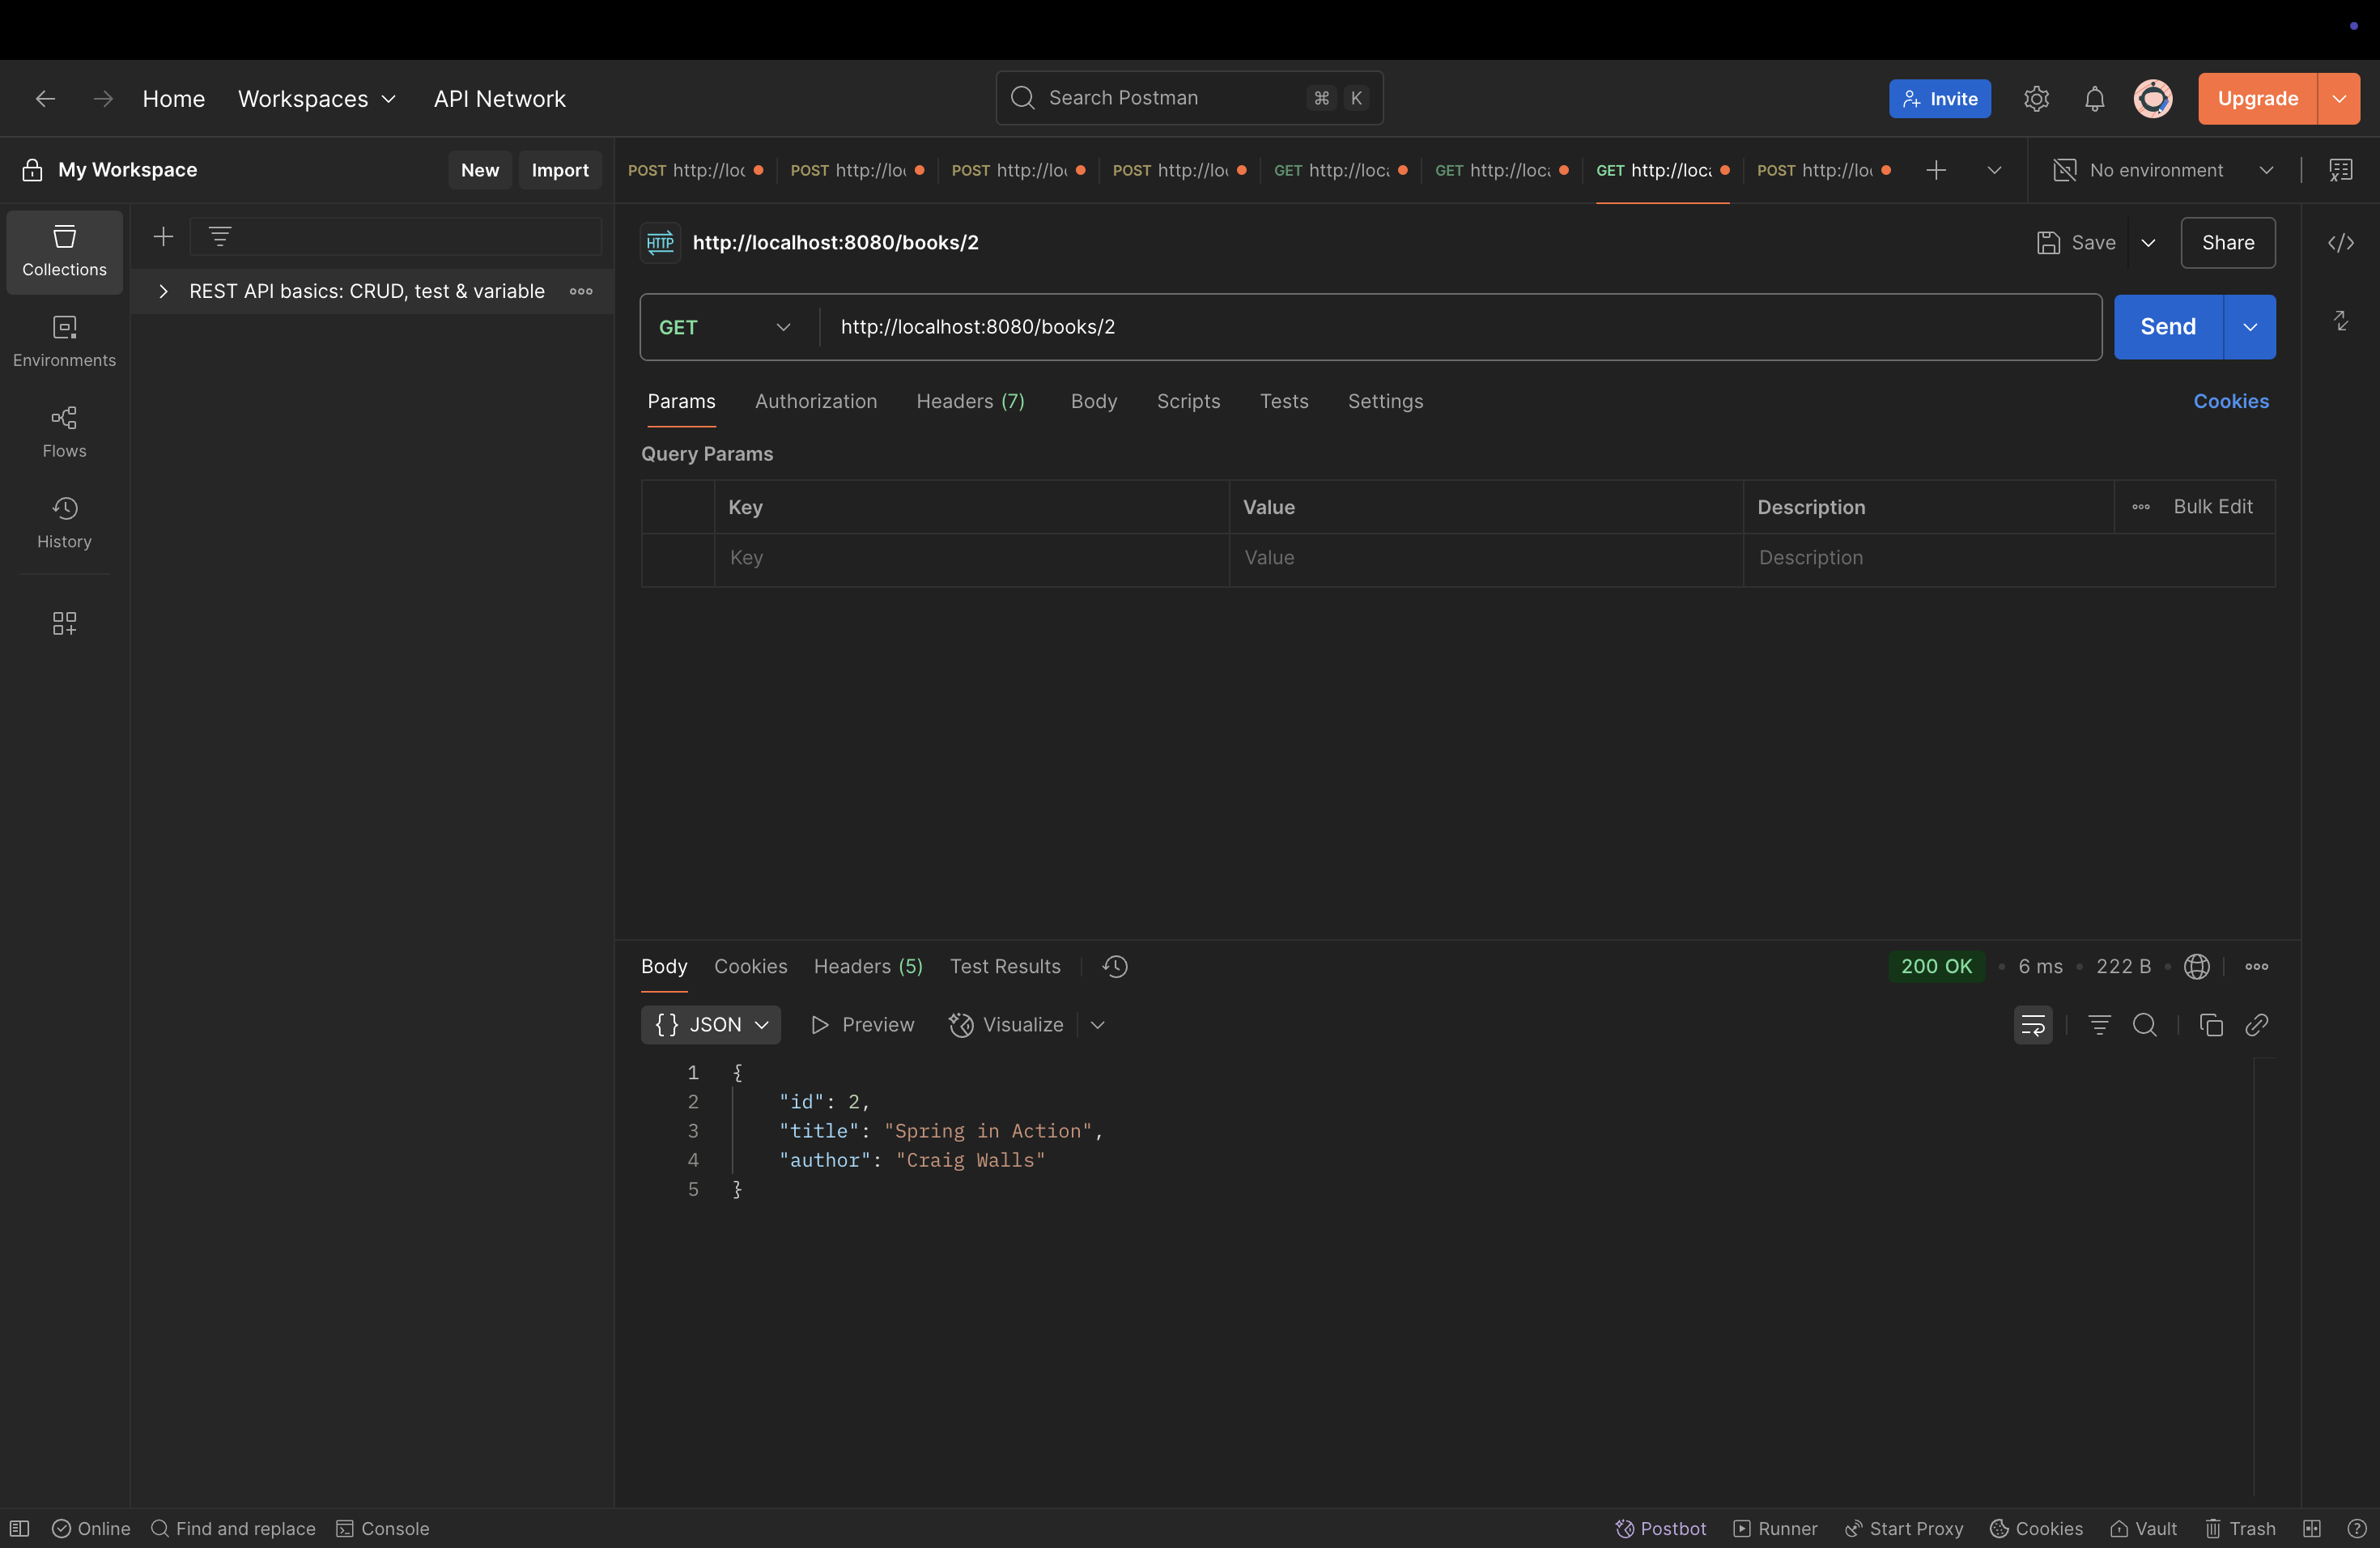 Home Workspaces API Network
Search Postman ⌘ K
Invite
Upgrade
My Workspace
New Import
POST http://loc
POST http://lo
POST http://lo
POST http://lo
GET http://loc
GET http://loc
GET http://loc
POST http://lo
No environment
Collections
Environments
Flows
History
REST API basics: CRUD, test & variable
HTTP http://localhost:8080/books/2
Save Share
GET http://localhost:8080/books/2
Send
Params Authorization Headers (7) Body Scripts Tests Settings Cookies
Query Params
Key Value Description Bulk Edit
Key Value Description
Body Cookies Headers (5) Test Results
200 OK • 6 ms • 222 B
{} JSON Preview Visualize
1 {
2 "id": 2,
3 "title": "Spring in Action",
4 "author": "Craig Walls"
5 }
Online Find and replace Console
Postbot Runner Start Proxy Cookies Vault Trash